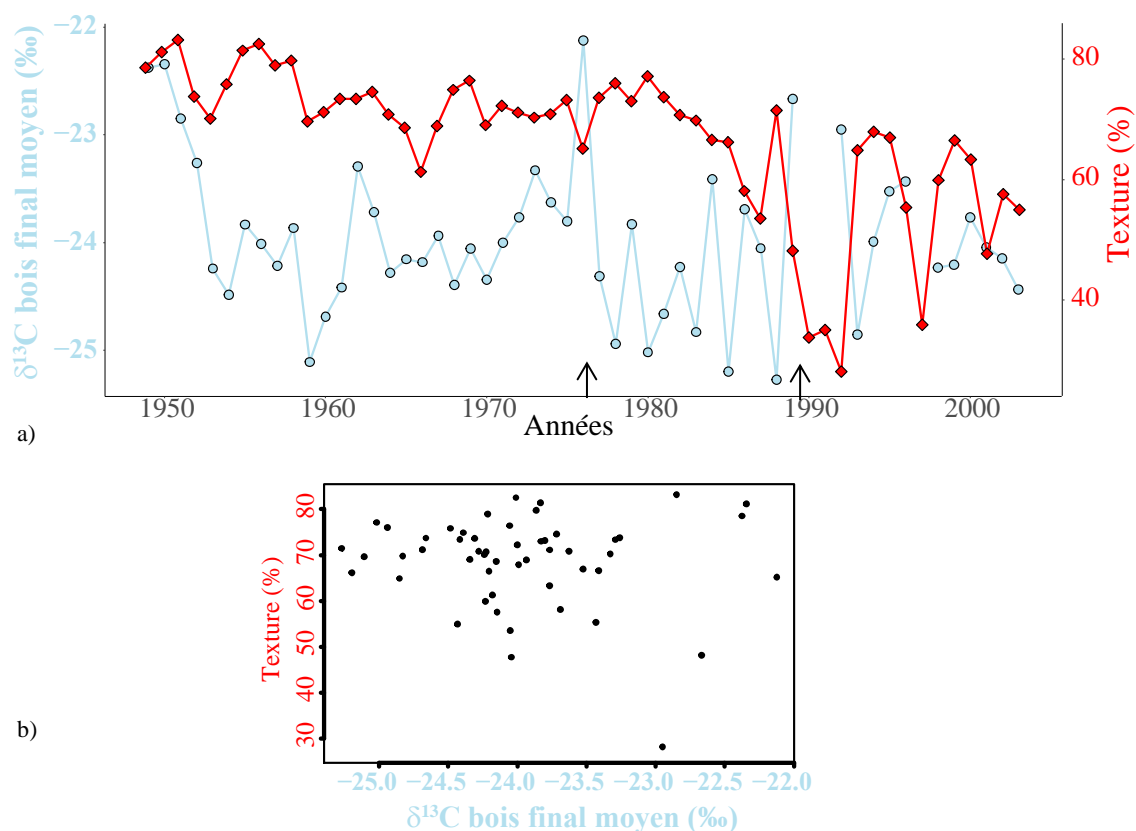 −22
−23
−24
−25
δ¹³C bois final moyen (‰)
80
60
40
Texture (%)
1950 1960 1970 1980 1990 2000
Années
a)
80
70
60
50
40
30
Texture (%)
b)
−25.0 −24.5 −24.0 −23.5 −23.0 −22.5 −22.0
δ¹³C bois final moyen (‰)